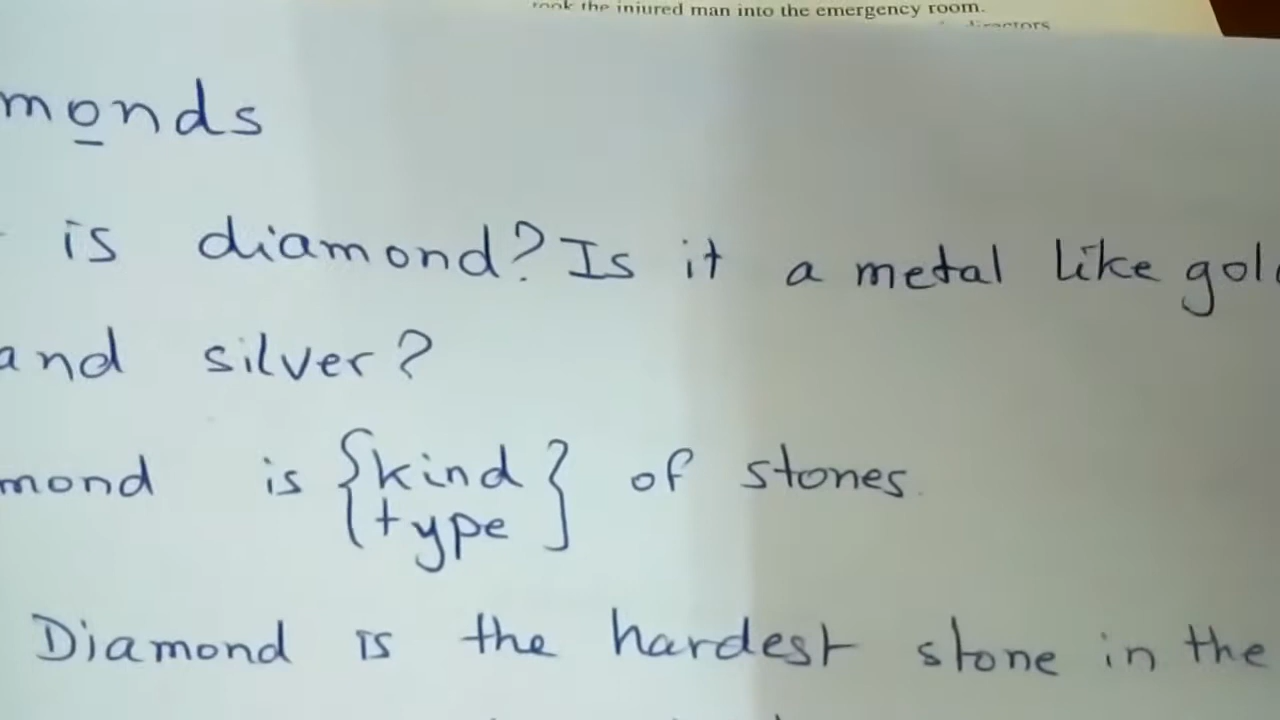 took the injured man into the emergency room.
directors
monds
is diamond? Is it a metal like gol
and silver?
mond is {kind
type} of stones.
Diamond is the hardest stone in the